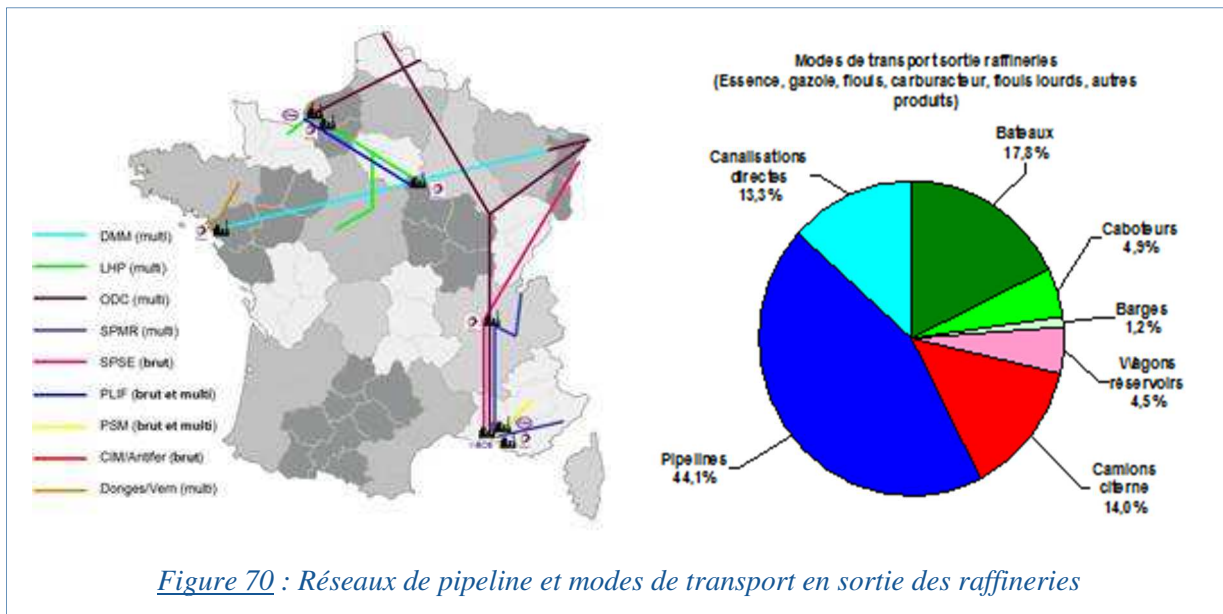 DMM (multi)
LHP (multi)
ODC (multi)
SPMR (multi)
SPSE (brut)
PLIF (brut et multi)
PSM (brut et multi)
CIM/Antifer (brut)
Donges/Vern (multi)
Modes de transport sortie raffineries
(Essence, gazole, fiouls, carburacteur, fiouls lourds, autres
produits)
Bateaux
17,8%
Canalisations
directes
13,3%
Caboteurs
4,9%
Barges
1,2%
Wagons
réservoirs
4,5%
Pipelines
44,1%
Camions
citerne
14,0%
Figure 70 : Réseaux de pipeline et modes de transport en sortie des raffineries